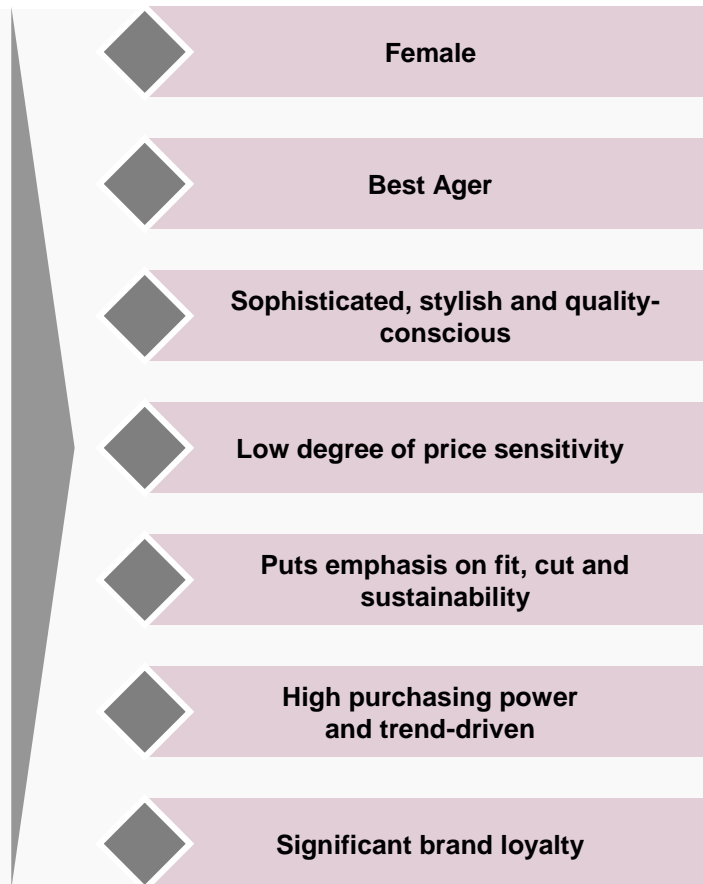 Female
Best Ager
Sophisticated, stylish and quality-
conscious
Low degree of price sensitivity
Puts emphasis on fit, cut and
sustainability
High purchasing power
and trend-driven
Significant brand loyalty